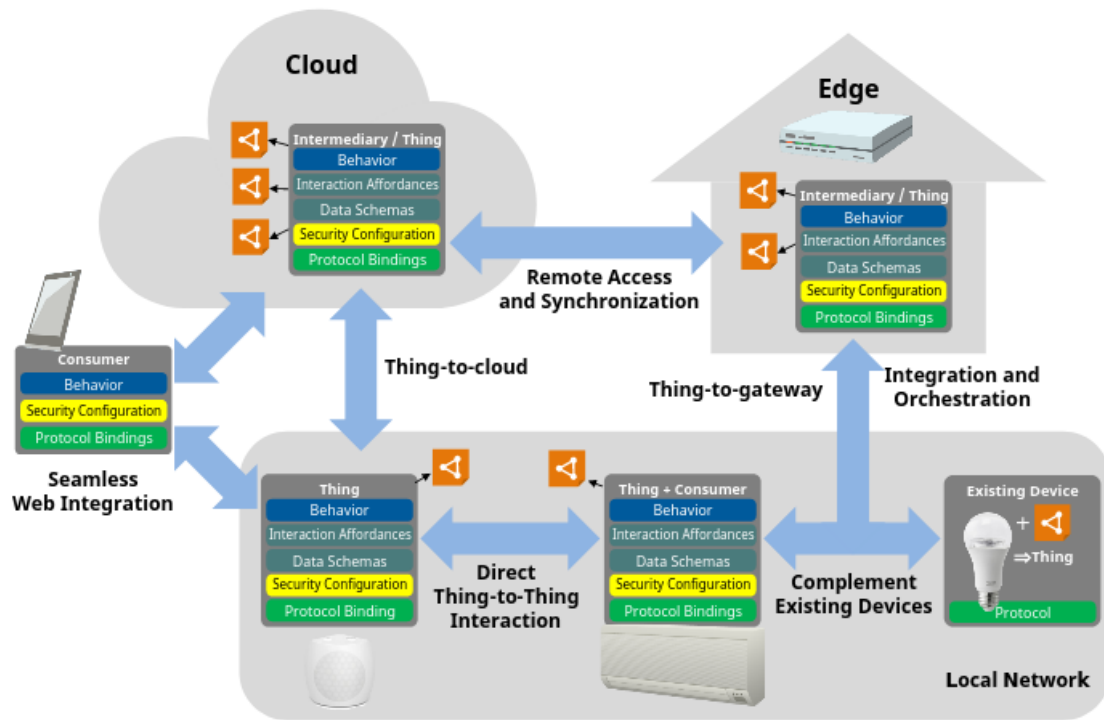 Cloud
Intermediary / Thing
Behavior
Interaction Affordances
Data Schemas
Security Configuration
Protocol Bindings
Edge
Intermediary / Thing
Behavior
Interaction Affordances
Data Schemas
Security Configuration
Protocol Bindings
Remote Access
and Synchronization
Consumer
Behavior
Security Configuration
Protocol Bindings
Thing-to-cloud
Thing-to-gateway
Integration and
Orchestration
Seamless
Web Integration
Thing
Behavior
Interaction Affordances
Data Schemas
Security Configuration
Protocol Binding
Direct
Thing-to-Thing
Interaction
Thing + Consumer
Behavior
Interaction Affordances
Data Schemas
Security Configuration
Protocol Bindings
Complement
Existing Devices
Existing Device
+
⇒Thing
Protocol
Local Network